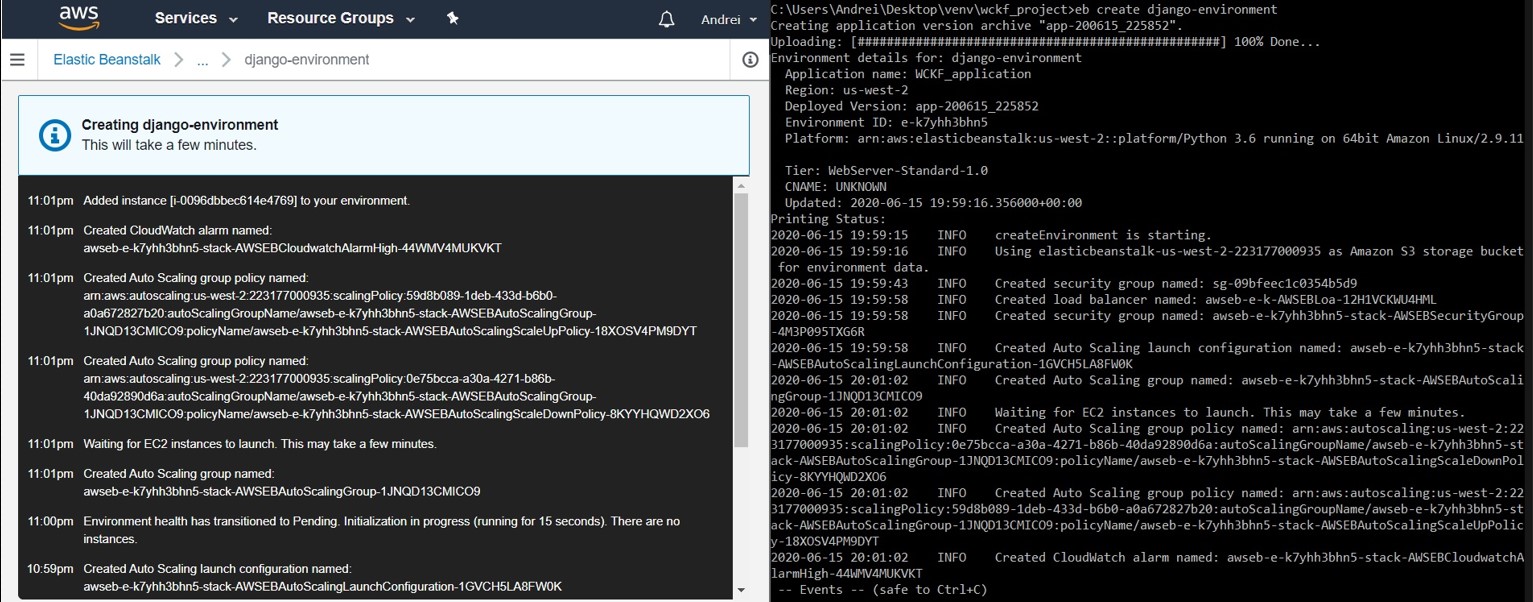 aws
Services
Resource Groups
Andrei
Elastic Beanstalk
...
django-environment
Creating django-environment
This will take a few minutes.
11:01pm Added instance [i-0096dbbec614e4769] to your environment.
11:01pm Created CloudWatch alarm named:
awseb-e-k7yhh3bhn5-stack-AWSEBCloudwatchAlarmHigh-44WMV4MUKVKT
11:01pm Created Auto Scaling group policy named:
arn:aws:autoscaling:us-west-2:223177000935:scalingPolicy:59d8b089-1deb-433d-b6b0-
a0a672827b20:autoScalingGroupName/awseb-e-k7yhh3bhn5-stack-AWSEBAutoScalingGroup-
1JNQD13CMICO9:policyName/awseb-e-k7yhh3bhn5-stack-AWSEBAutoScalingScaleUpPolicy-18XOSV4PM9DYT
11:01pm Created Auto Scaling group policy named:
arn:aws:autoscaling:us-west-2:223177000935:scalingPolicy:0e75bcca-a30a-4271-b86b-
40da92890d6a:autoScalingGroupName/awseb-e-k7yhh3bhn5-stack-AWSEBAutoScalingGroup-
1JNQD13CMICO9:policyName/awseb-e-k7yhh3bhn5-stack-AWSEBAutoScalingScaleDownPolicy-8KYYHQWD2XO6
11:01pm Waiting for EC2 instances to launch. This may take a few minutes.
11:01pm Created Auto Scaling group named:
awseb-e-k7yhh3bhn5-stack-AWSEBAutoScalingGroup-1JNQD13CMICO9
11:00pm Environment health has transitioned to Pending. Initialization in progress (running for 15 seconds). There are no
instances.
10:59pm Created Auto Scaling launch configuration named:
awseb-e-k7yhh3bhn5-stack-AWSEBAutoScalingLaunchConfiguration-1GVCH5LA8FW0K
C:\Users\Andrei\Desktop\venv\wckf_project>eb create django-environment
Creating application version archive "app-200615_225852".
Uploading: [##################################################] 100% Done...
Environment details for: django-environment
Application name: WCKF_application
Region: us-west-2
Deployed Version: app-200615_225852
Environment ID: e-k7yhh3bhn5
Platform: arn:aws:elasticbeanstalk:us-west-2::platform/Python 3.6 running on 64bit Amazon Linux/2.9.11
Tier: WebServer-Standard-1.0
CNAME: UNKNOWN
Updated: 2020-06-15 19:59:16.356000+00:00
Printing Status:
2020-06-15 19:59:15 INFO createEnvironment is starting.
2020-06-15 19:59:16 INFO Using elasticbeanstalk-us-west-2-223177000935 as Amazon S3 storage bucket
for environment data.
2020-06-15 19:59:43 INFO Created security group named: sg-09bfeec1c0354b5d9
2020-06-15 19:59:58 INFO Created load balancer named: awseb-e-k-AWSEBLoa-12H1VCKWU4HML
2020-06-15 19:59:58 INFO Created security group named: awseb-e-k7yhh3bhn5-stack-AWSEBSecurityGroup
-4M3P095TXG6R
2020-06-15 19:59:58 INFO Created Auto Scaling launch configuration named: awseb-e-k7yhh3bhn5-stack
-AWSEBAutoScalingLaunchConfiguration-1GVCH5LA8FW0K
2020-06-15 20:01:02 INFO Created Auto Scaling group named: awseb-e-k7yhh3bhn5-stack-AWSEBAutoScali
ngGroup-1JNQD13CMICO9
2020-06-15 20:01:02 INFO Waiting for EC2 instances to launch. This may take a few minutes.
2020-06-15 20:01:02 INFO Created Auto Scaling group policy named: arn:aws:autoscaling:us-west-2:22
3177000935:scalingPolicy:0e75bcca-a30a-4271-b86b-40da92890d6a:autoScalingGroupName/awseb-e-k7yhh3bhn5-st
ack-AWSEBAutoScalingGroup-1JNQD13CMICO9:policyName/awseb-e-k7yhh3bhn5-stack-AWSEBAutoScalingScaleDownPol
icy-8KYYHQWD2XO6
2020-06-15 20:01:02 INFO Created Auto Scaling group policy named: arn:aws:autoscaling:us-west-2:22
3177000935:scalingPolicy:59d8b089-1deb-433d-b6b0-a0a672827b20:autoScalingGroupName/awseb-e-k7yhh3bhn5-st
ack-AWSEBAutoScalingGroup-1JNQD13CMICO9:policyName/awseb-e-k7yhh3bhn5-stack-AWSEBAutoScalingScaleUpPolic
y-18XOSV4PM9DYT
2020-06-15 20:01:02 INFO Created CloudWatch alarm named: awseb-e-k7yhh3bhn5-stack-AWSEBCloudwatchA
larmHigh-44WMV4MUKVKT
-- Events -- (safe to Ctrl+C)